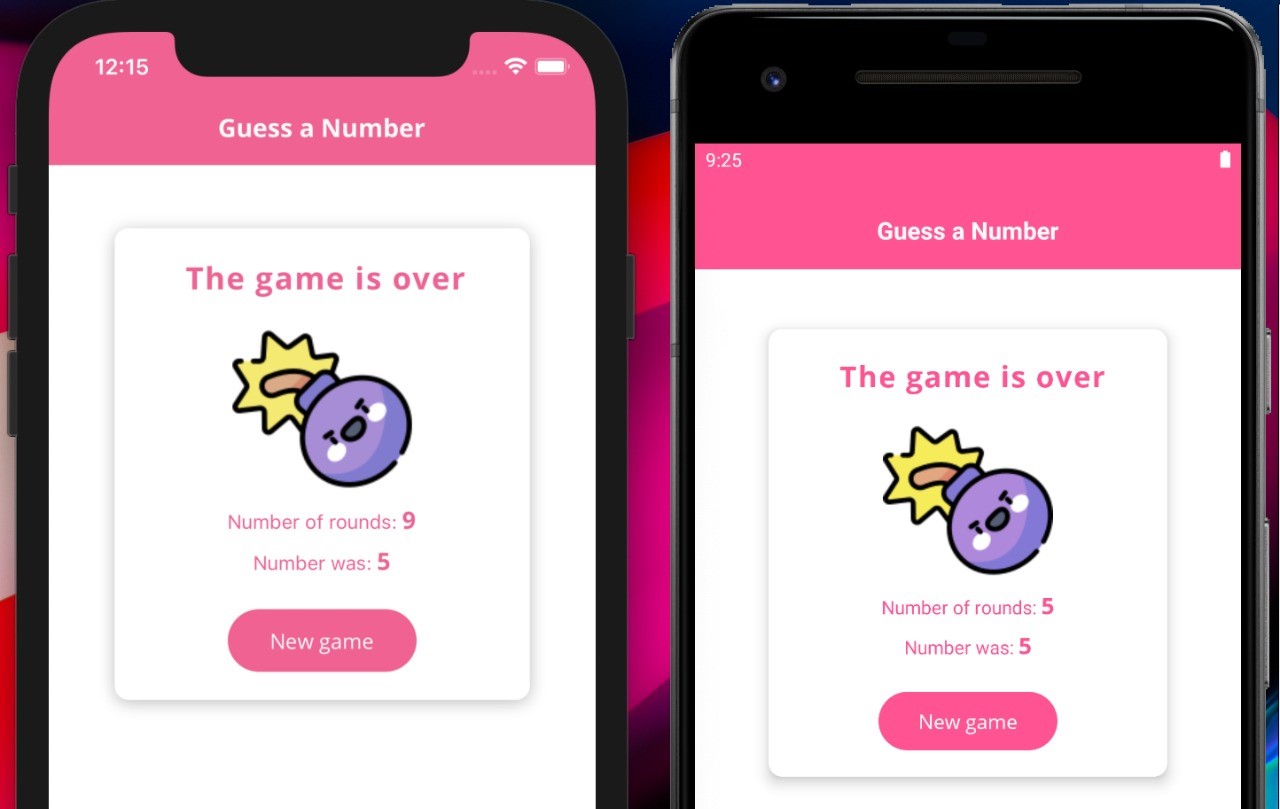 12:15
Guess a Number
The game is over
Number of rounds: 9
Number was: 5
New game
9:25
Guess a Number
The game is over
Number of rounds: 5
Number was: 5
New game